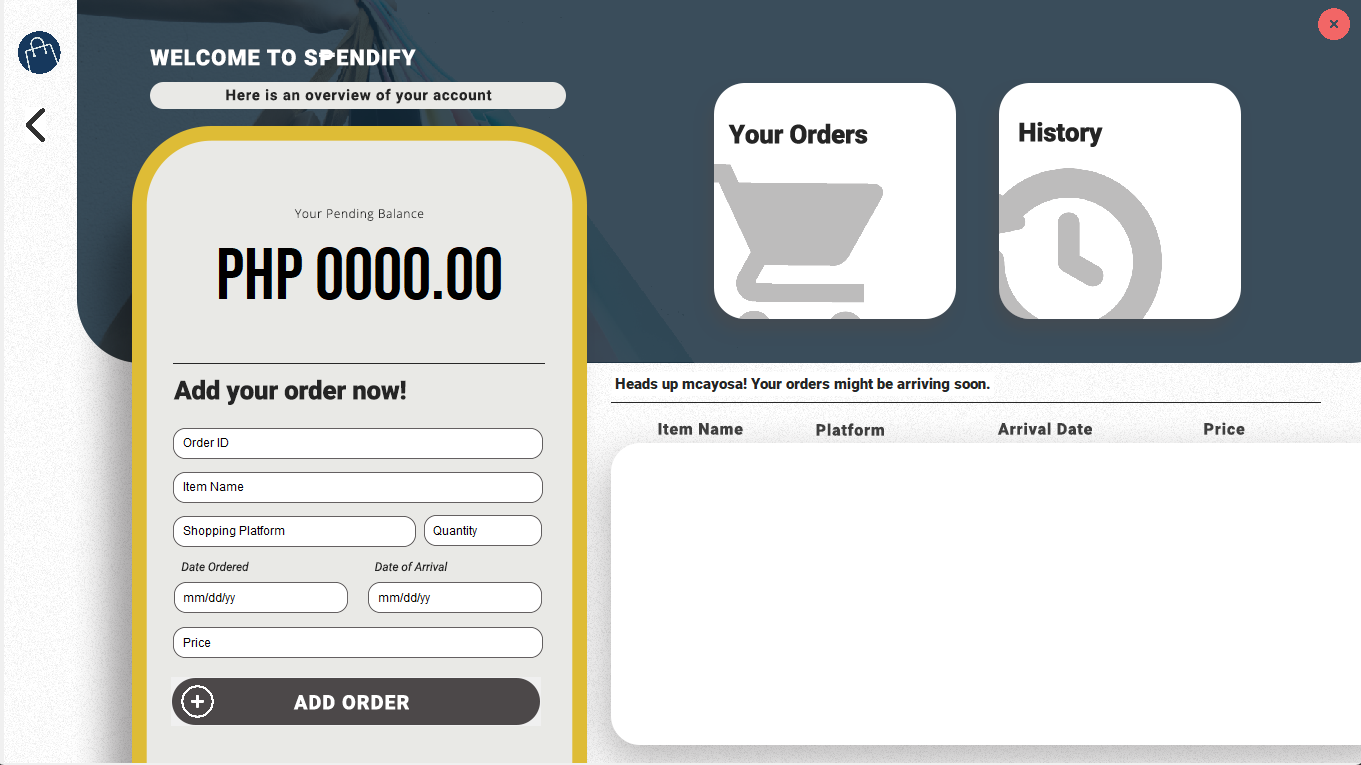 WELCOME TO S₱ENDIFY
Here is an overview of your account
Your Pending Balance
PHP 0000.00
Add your order now!
Order ID
Item Name
Shopping Platform
Quantity
Date Ordered
Date of Arrival
mm/dd/yy
mm/dd/yy
Price
ADD ORDER
Your Orders
History
Heads up mcayosa! Your orders might be arriving soon.
Item Name
Platform
Arrival Date
Price